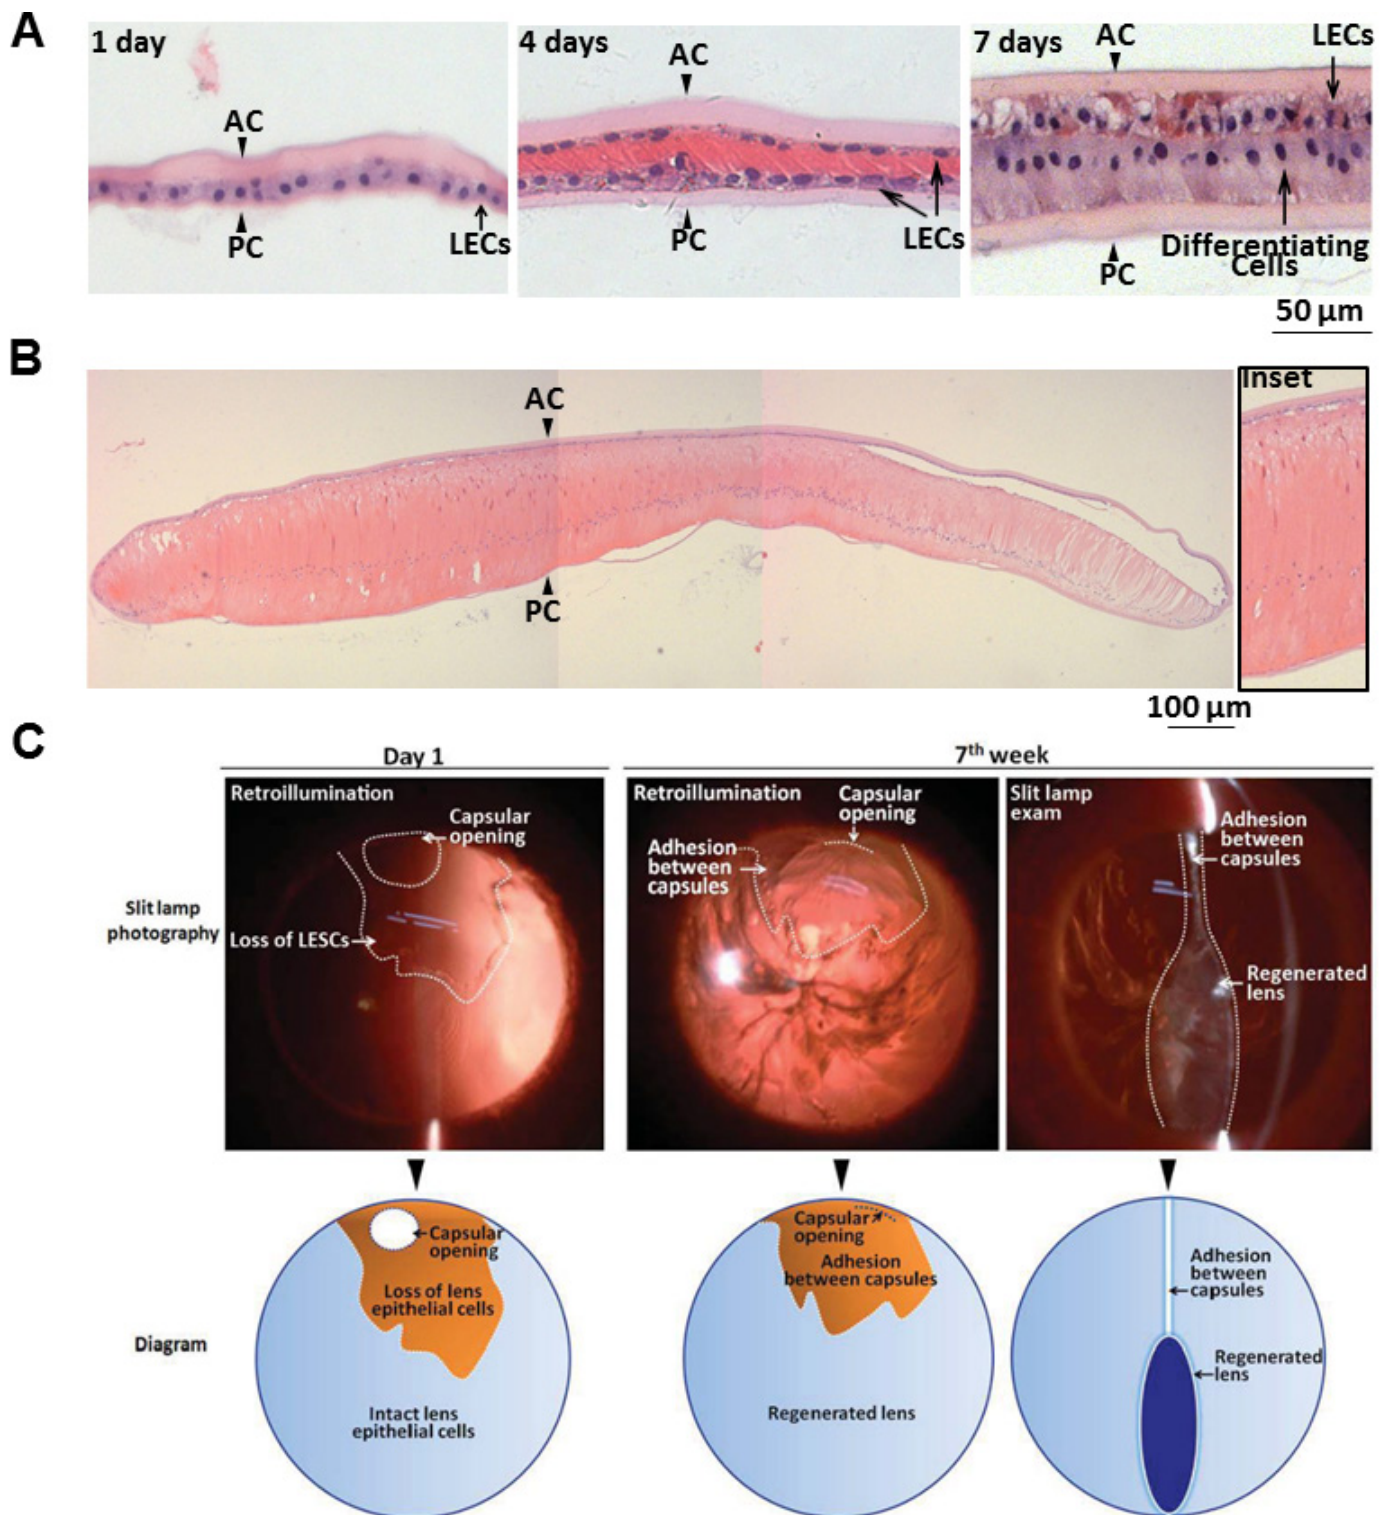 A
1 day
AC
PC
LECs
4 days
AC
PC
LECs
7 days
AC
LECs
PC
Differentiating
Cells
50 µm
B
AC
PC
Inset
100 µm
C
Day 1
7th week
Slit lamp
photography
Retroillumination
Capsular
opening
Loss of LESCs
Retroillumination
Capsular
opening
Adhesion
between
capsules
Slit lamp
exam
Adhesion
between
capsules
Regenerated
lens
Diagram
Capsular
opening
Loss of lens
epithelial cells
Intact lens
epithelial cells
Capsular
opening
Adhesion
between capsules
Regenerated lens
Adhesion
between
capsules
Regenerated
lens